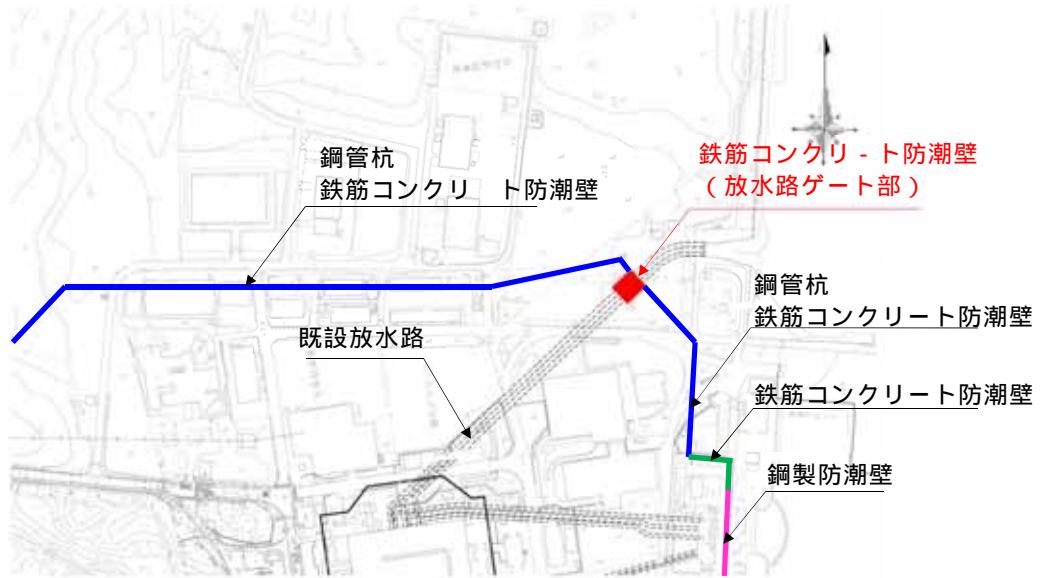 鋼管杭
鉄筋コンクリ ト防潮壁
鉄筋コンクリ-ト防潮壁
（放水路ゲート部）
鋼管杭
鉄筋コンクリート防潮壁
既設放水路
鉄筋コンクリート防潮壁
鋼製防潮壁